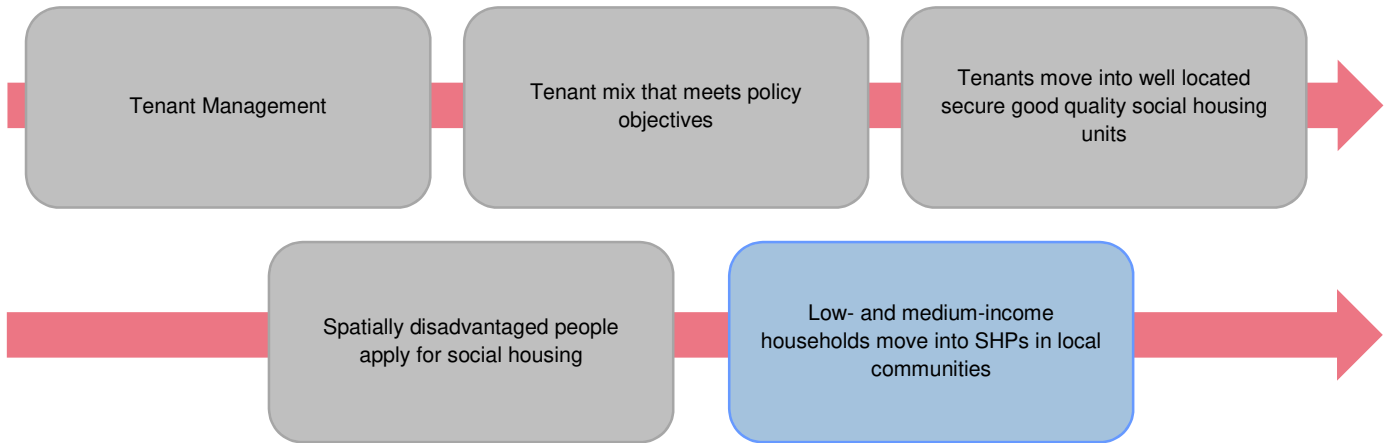 Tenant Management
Tenant mix that meets policy
objectives
Tenants move into well located
secure good quality social housing
units
Spatially disadvantaged people
apply for social housing
Low- and medium-income
households move into SHPs in local
communities